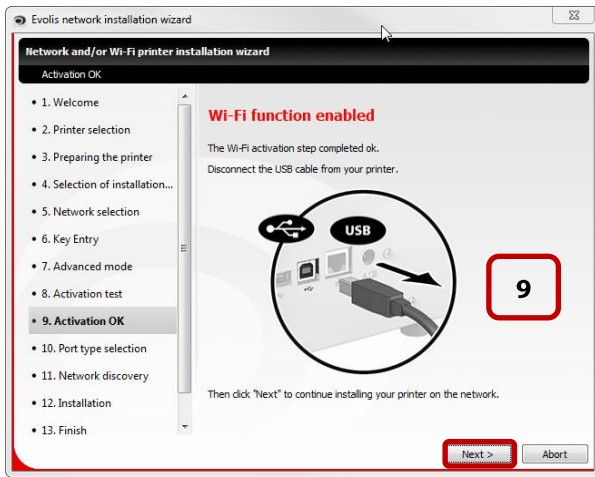 Evolis network installation wizard
Network and/or Wi-Fi printer installation wizard
Activation OK
• 1. Welcome
• 2. Printer selection
• 3. Preparing the printer
• 4. Selection of installation...
• 5. Network selection
• 6. Key Entry
• 7. Advanced mode
• 8. Activation test
• 9. Activation OK
• 10. Port type selection
• 11. Network discovery
• 12. Installation
• 13. Finish
Wi-Fi function enabled
The Wi-Fi activation step completed ok.
Disconnect the USB cable from your printer.
USB
9
Then click "Next" to continue installing your printer on the network.
Next >
Abort